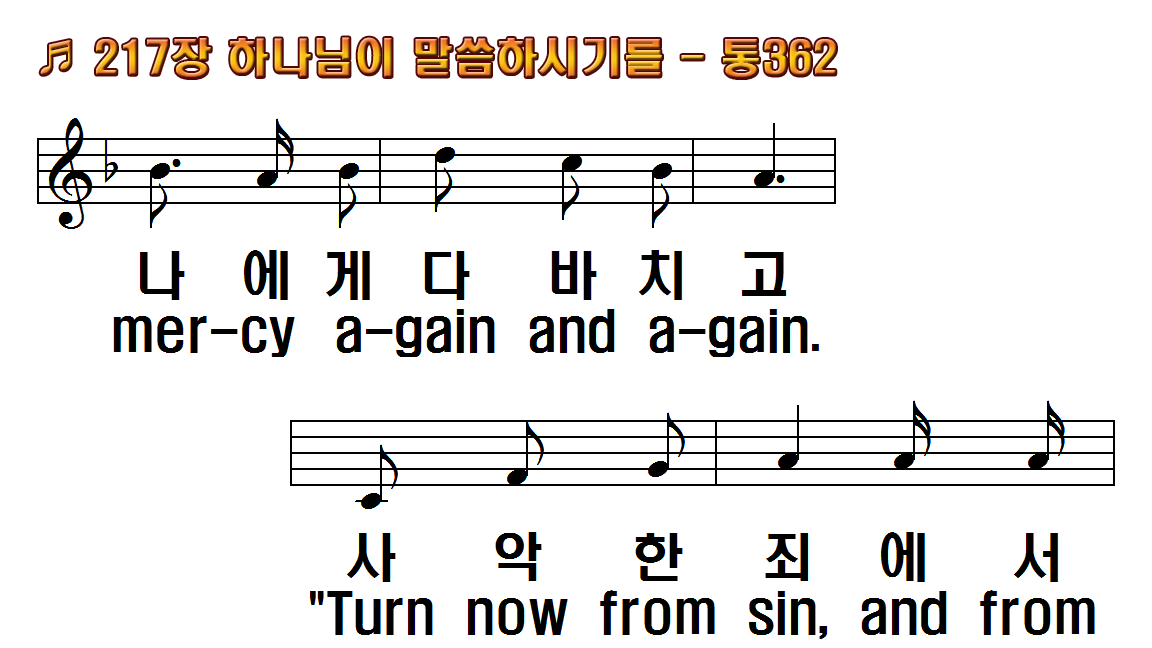 ♬ 217장 하나님이 말씀하시기를 - 통362
나 에 게 다 바 치 고
mer-cy a-gain and a-gain.
사 악 한 죄 에 서
"Turn now from sin, and from